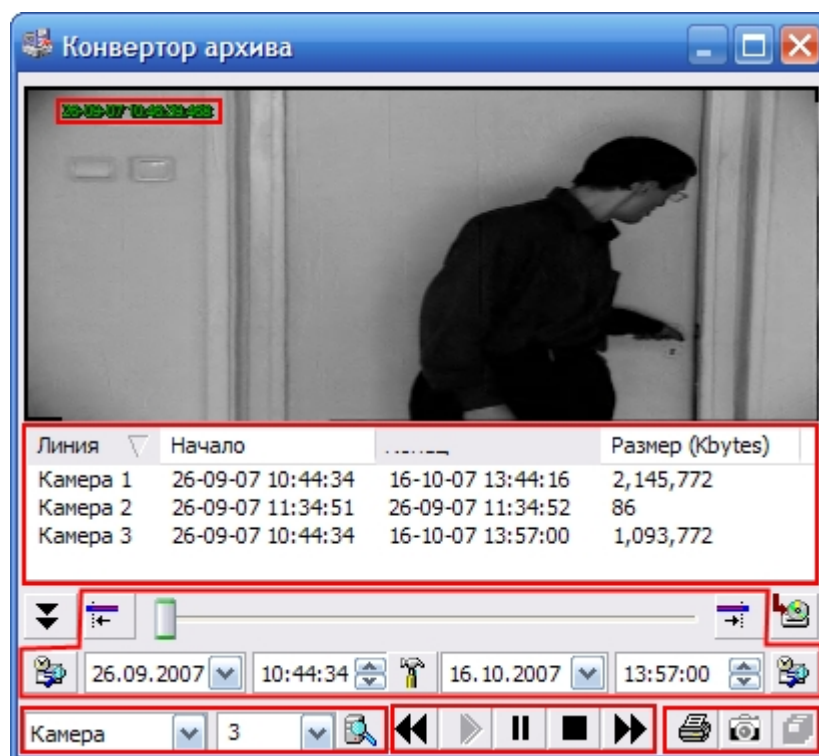 Конвертор архива
Линия Начало Размер (Kbytes)
Камера 1 26-09-07 10:44:34 16-10-07 13:44:16 2,145,772
Камера 2 26-09-07 11:34:51 26-09-07 11:34:52 86
Камера 3 26-09-07 10:44:34 16-10-07 13:57:00 1,093,772
26.09.2007 10:44:34 16.10.2007 13:57:00
Камера 3